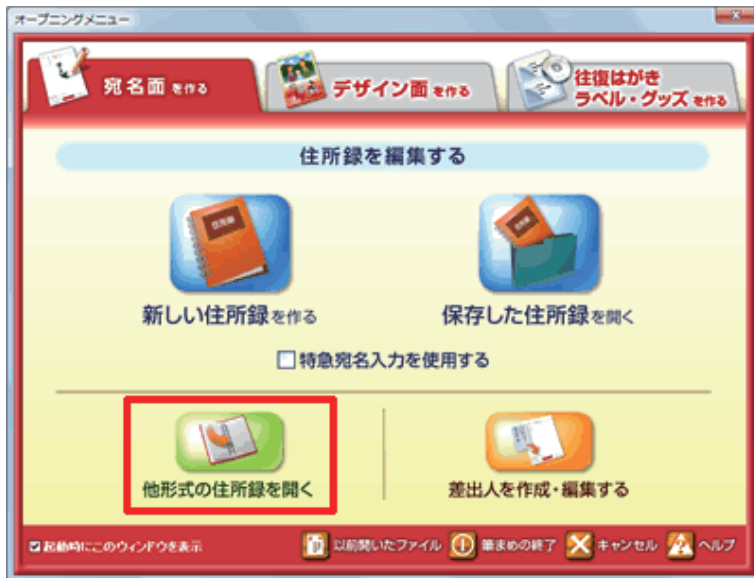 オープニングメニュー
宛名面を作る
デザイン面を作る
往復はがき
ラベル・グッズを作る
住所録を編集する
住所録
住所録
新しい住所録を作る
保存した住所録を開く
特急宛名入力を使用する
他形式の住所録を開く
差出人を作成・編集する
起動時にこのウィンドウを表示
以前開いたファイル
筆まめの終了
キャンセル
ヘルプ